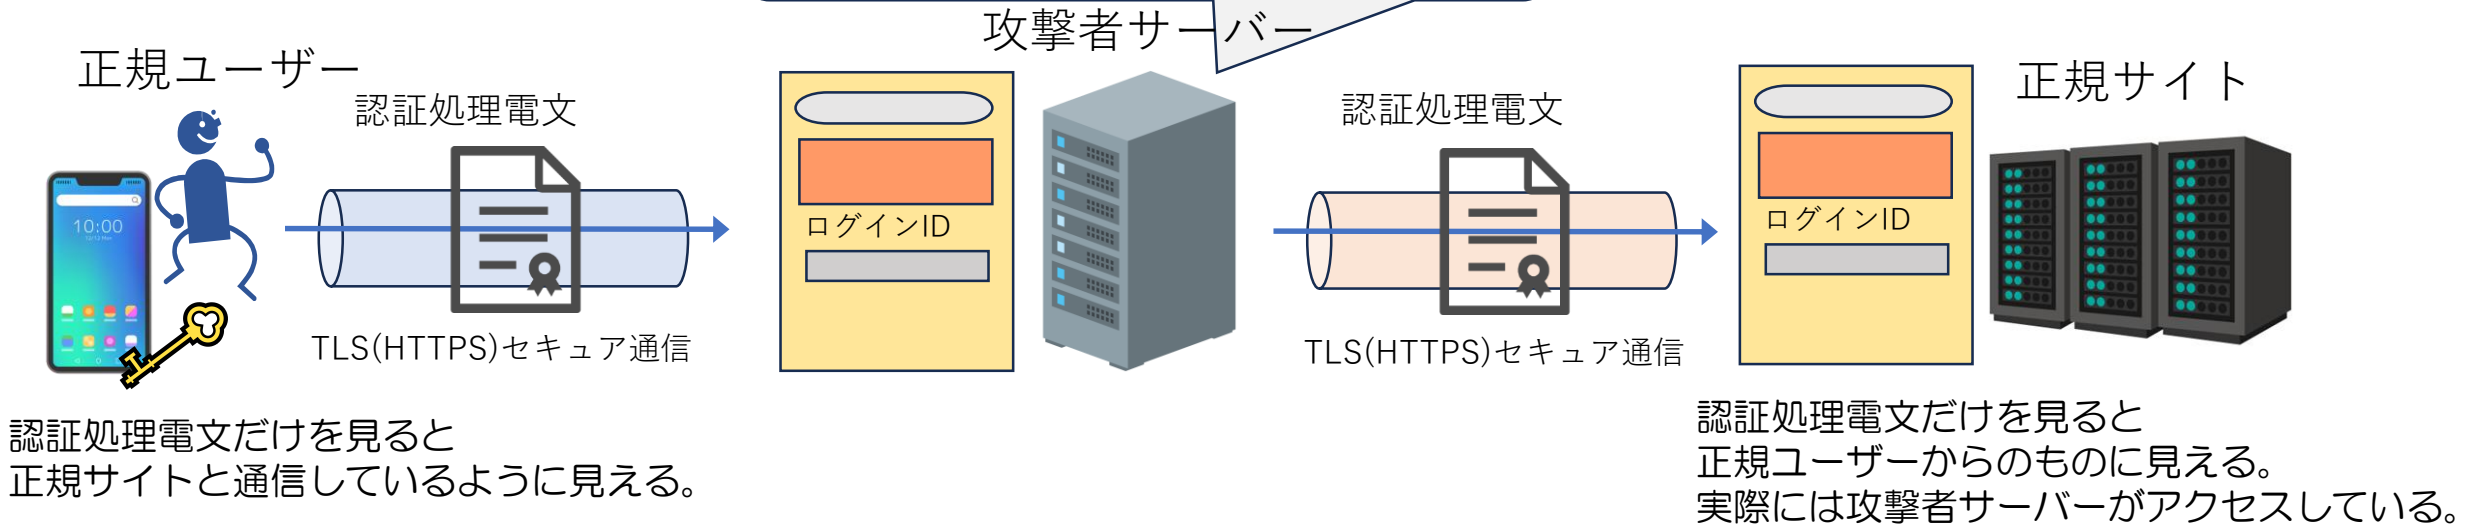 攻撃者サーバー
正規ユーザー
正規サイト
認証処理電文
認証処理電文
10:00
ログインID
ログインID
TLS(HTTPS)セキュア通信
TLS(HTTPS)セキュア通信
認証処理電文だけを見ると
正規サイトと通信しているように見える。
認証処理電文だけを見ると
正規ユーザーからのものに見える。
実際には攻撃者サーバーがアクセスしている。